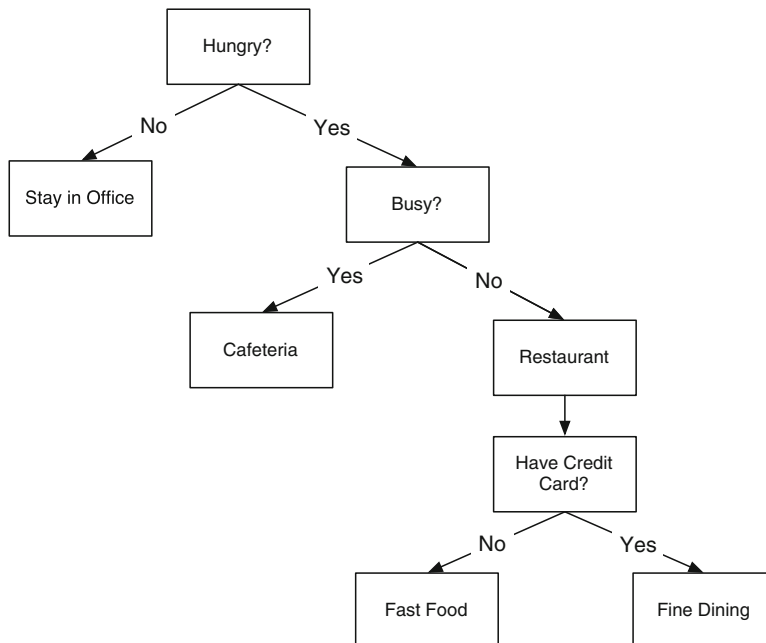 Hungry?
No
Yes
Stay in Office
Busy?
Yes
No
Cafeteria
Restaurant
Have Credit
Card?
No
Yes
Fast Food
Fine Dining